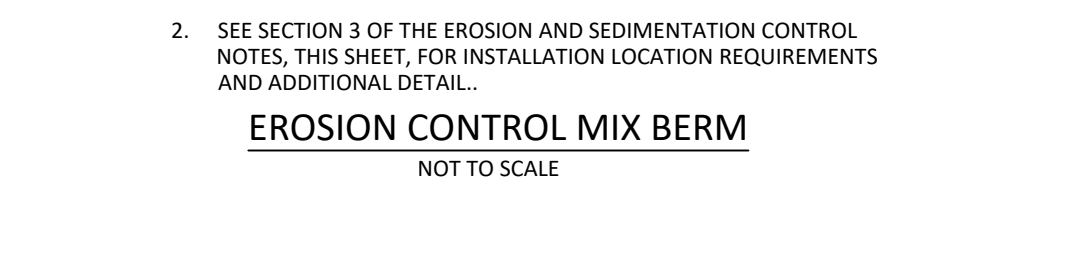 2. SEE SECTION 3 OF THE EROSION AND SEDIMENTATION CONTROL
NOTES, THIS SHEET, FOR INSTALLATION LOCATION REQUIREMENTS
AND ADDITIONAL DETAIL..
EROSION CONTROL MIX BERM
NOT TO SCALE